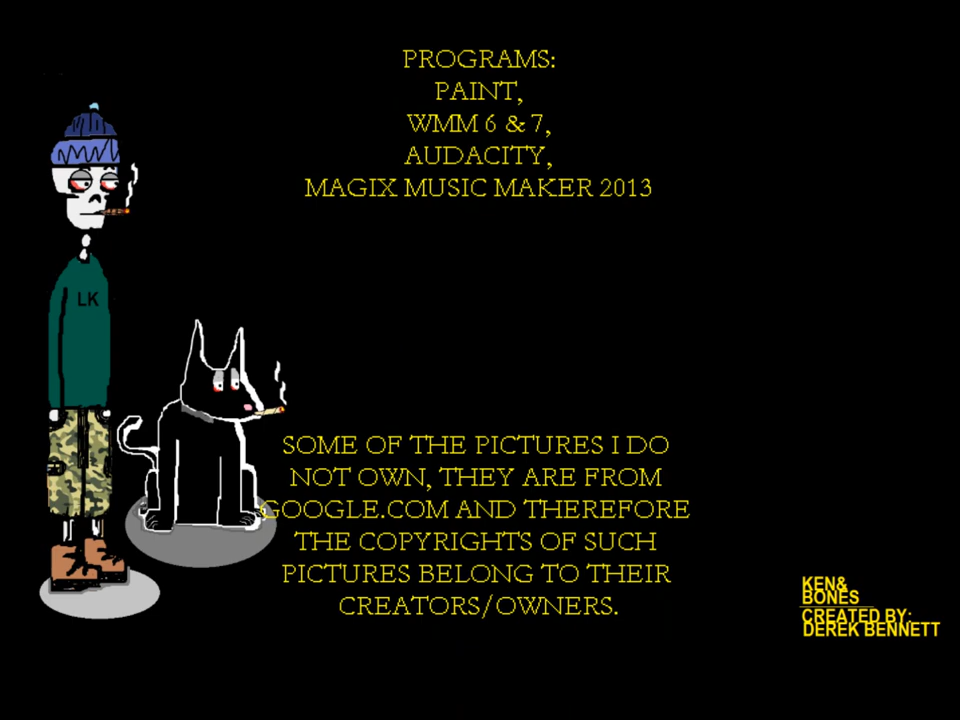 PROGRAMS:
PAINT,
WMM 6 & 7,
AUDACITY,
MAGIX MUSIC MAKER 2013
LK
SOME OF THE PICTURES I DO
NOT OWN, THEY ARE FROM
GOOGLE.COM AND THEREFORE
THE COPYRIGHTS OF SUCH
PICTURES BELONG TO THEIR
CREATORS/OWNERS.
KEN&
BONES
CREATED BY:
DEREK BENNETT